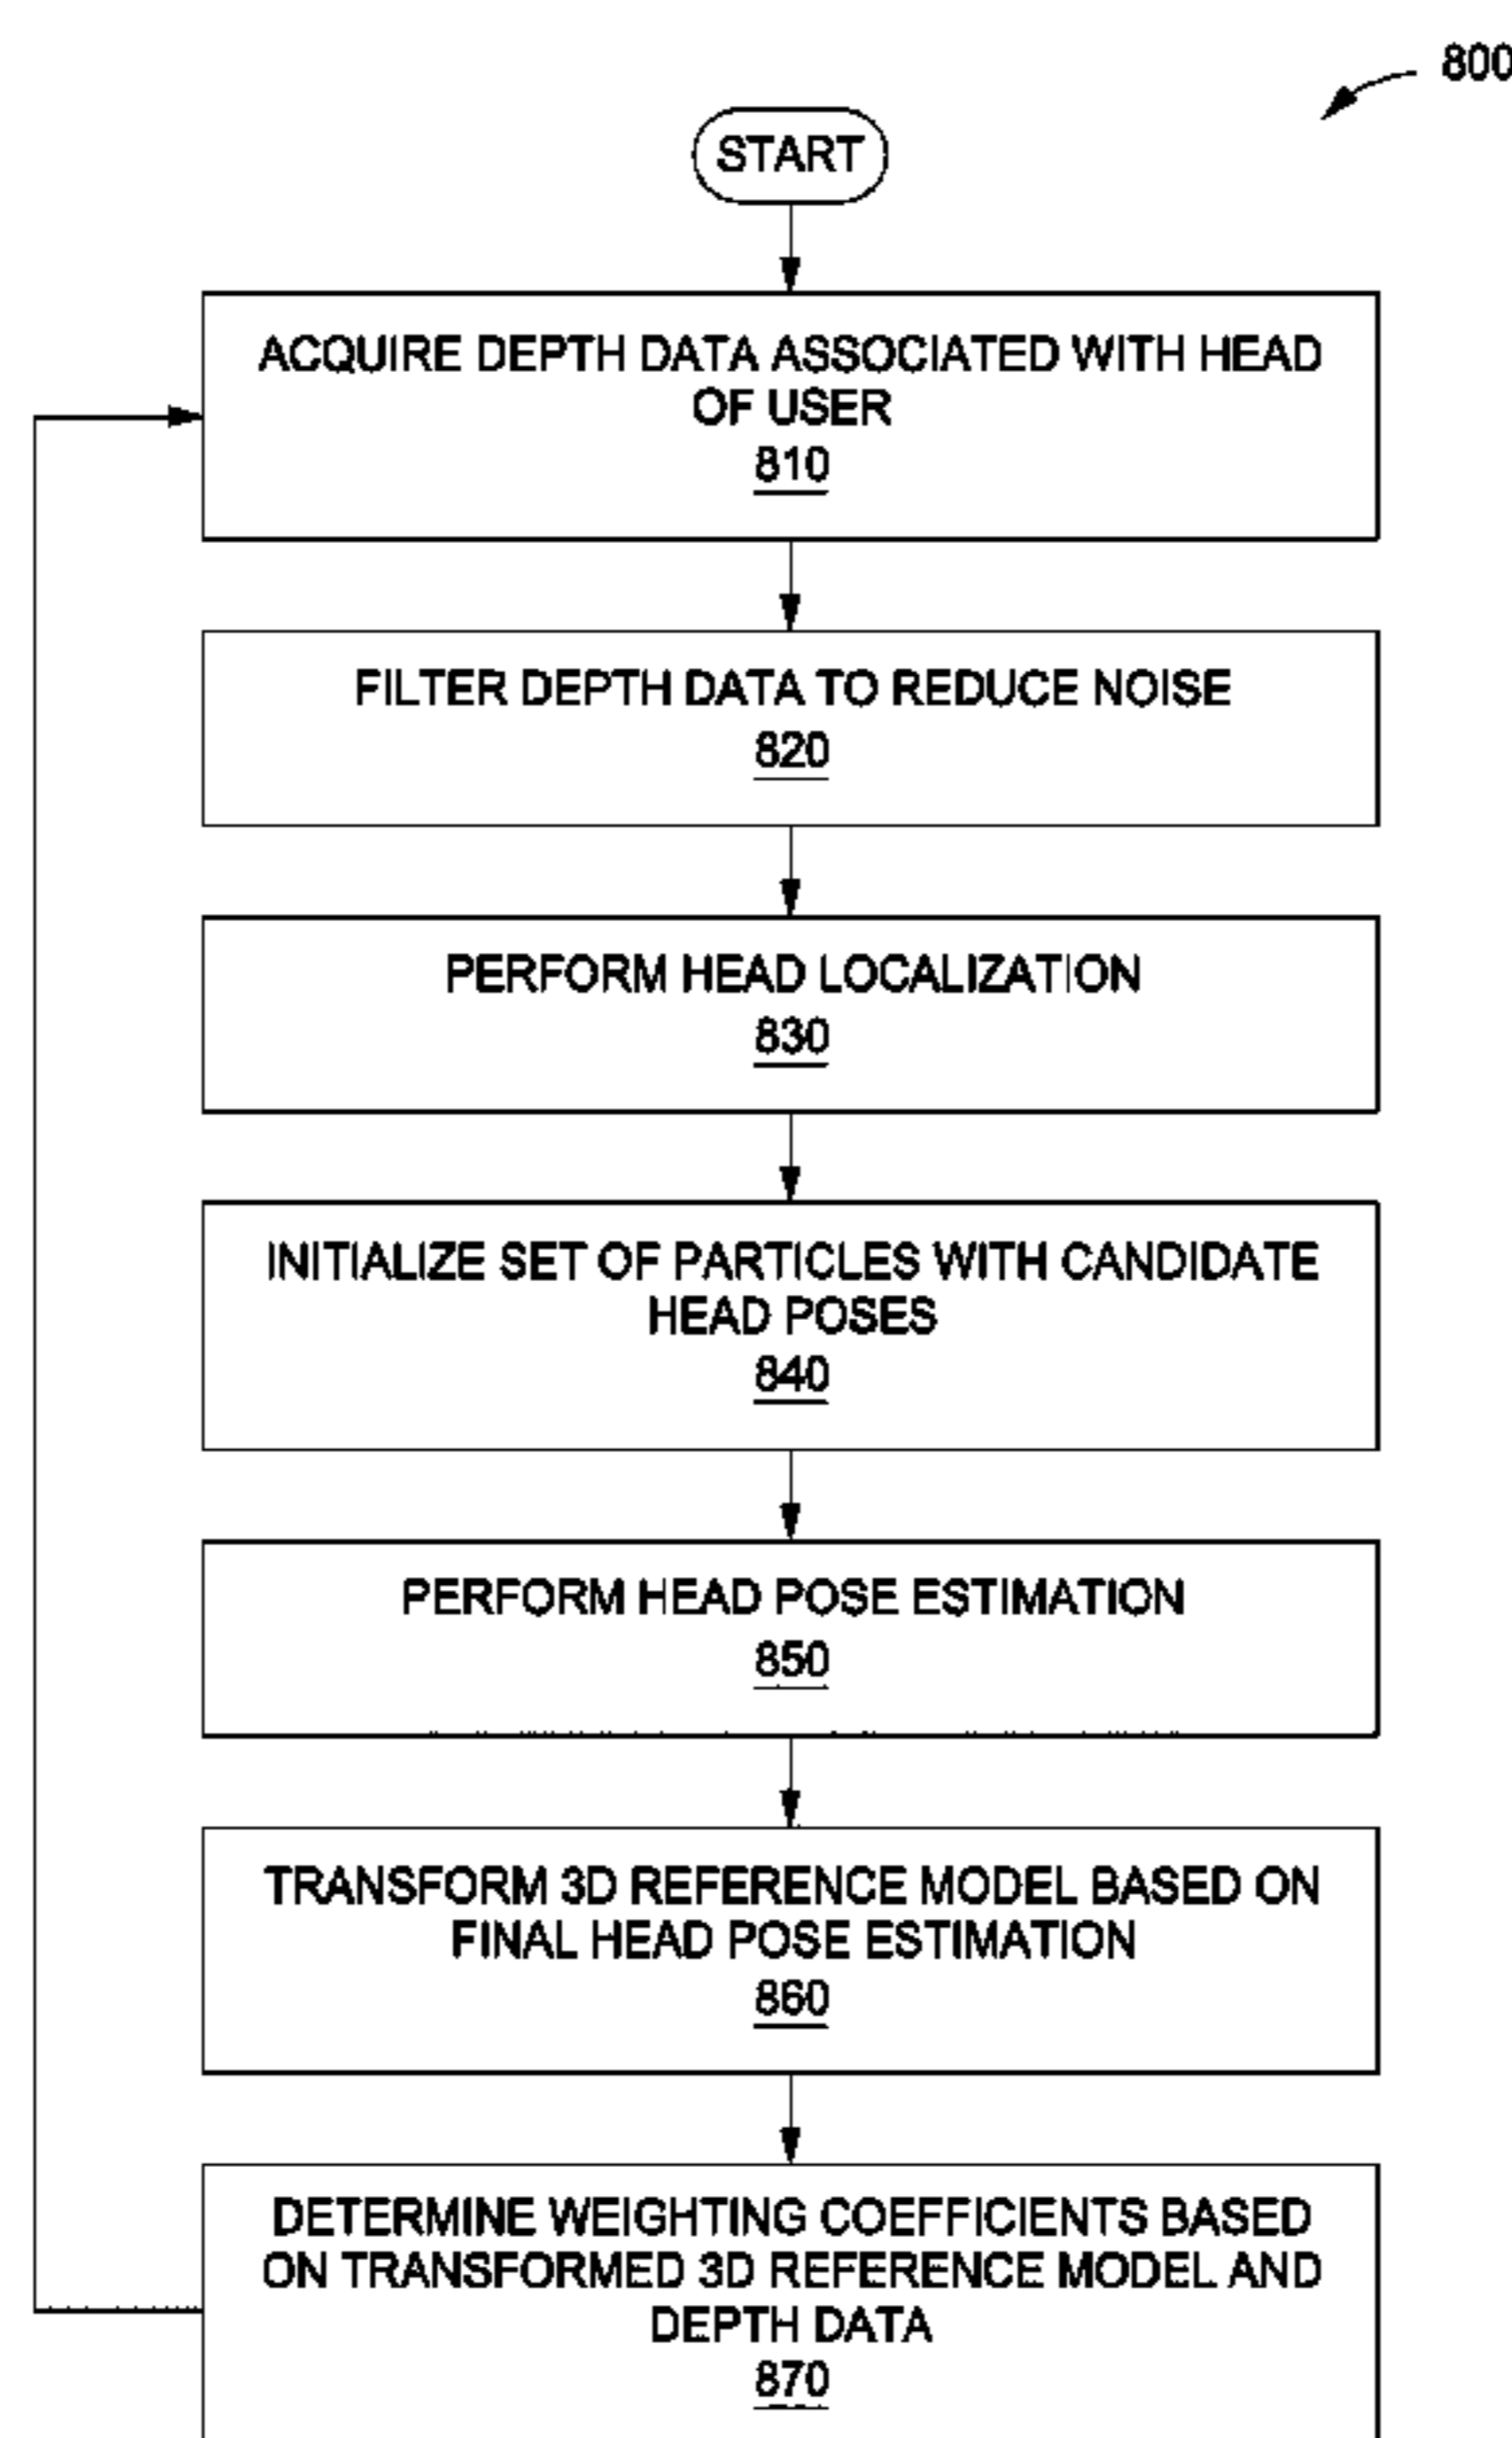 800
START
ACQUIRE DEPTH DATA ASSOCIATED WITH HEAD
OF USER
810
FILTER DEPTH DATA TO REDUCE NOISE
820
PERFORM HEAD LOCALIZATION
830
INITIALIZE SET OF PARTICLES WITH CANDIDATE
HEAD POSES
840
PERFORM HEAD POSE ESTIMATION
850
TRANSFORM 3D REFERENCE MODEL BASED ON
FINAL HEAD POSE ESTIMATION
860
DETERMINE WEIGHTING COEFFICIENTS BASED
ON TRANSFORMED 3D REFERENCE MODEL AND
DEPTH DATA
870